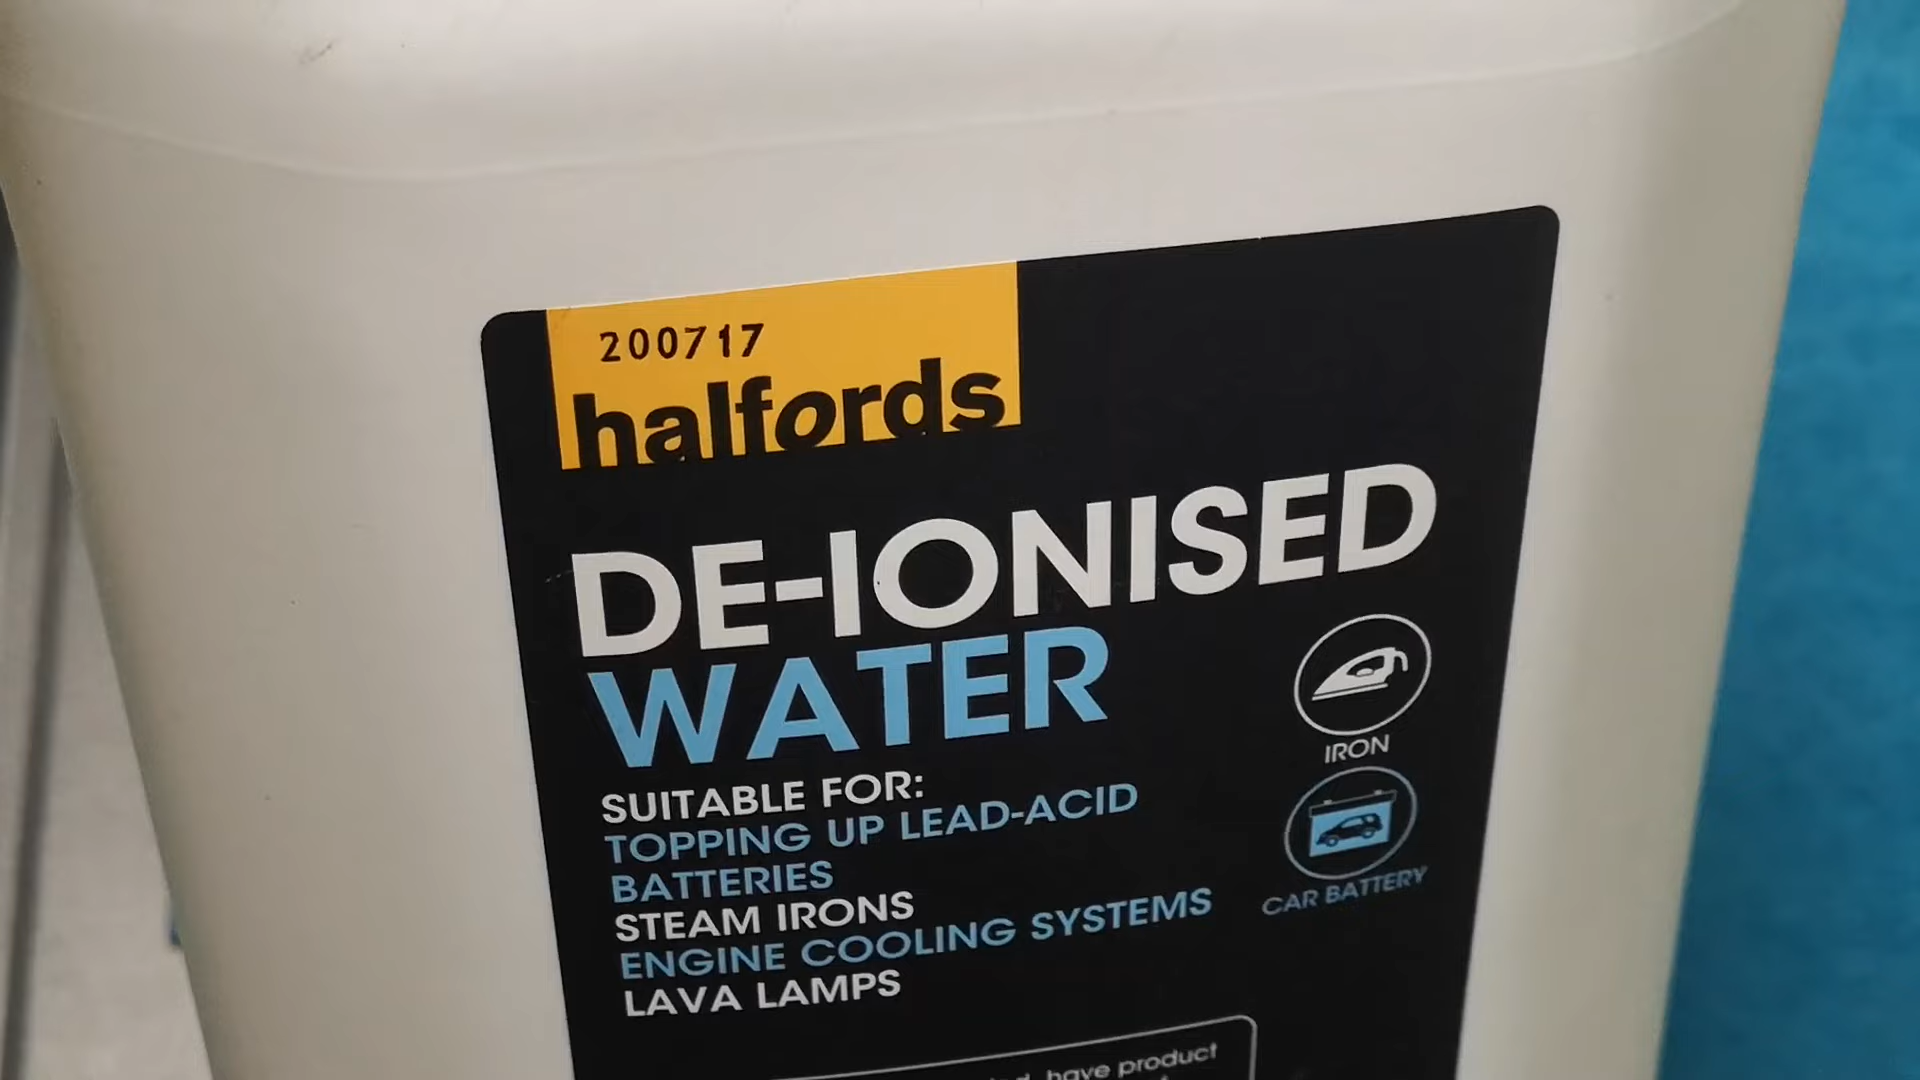 200717
halfords
DE-IONISED
WATER
IRON
SUITABLE FOR:
TOPPING UP LEAD-ACID
BATTERIES
STEAM IRONS
ENGINE COOLING SYSTEMS
LAVA LAMPS
CAR BATTERY
have product